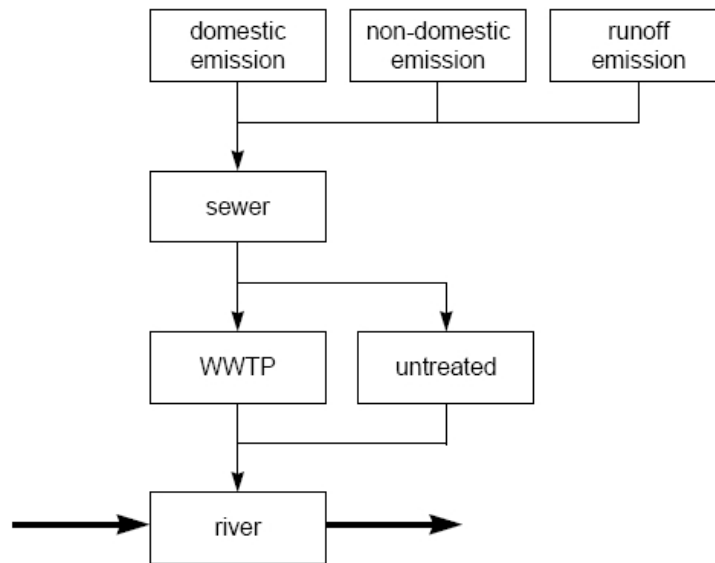 domestic
emission
non-domestic
emission
runoff
emission
sewer
WWTP
untreated
river